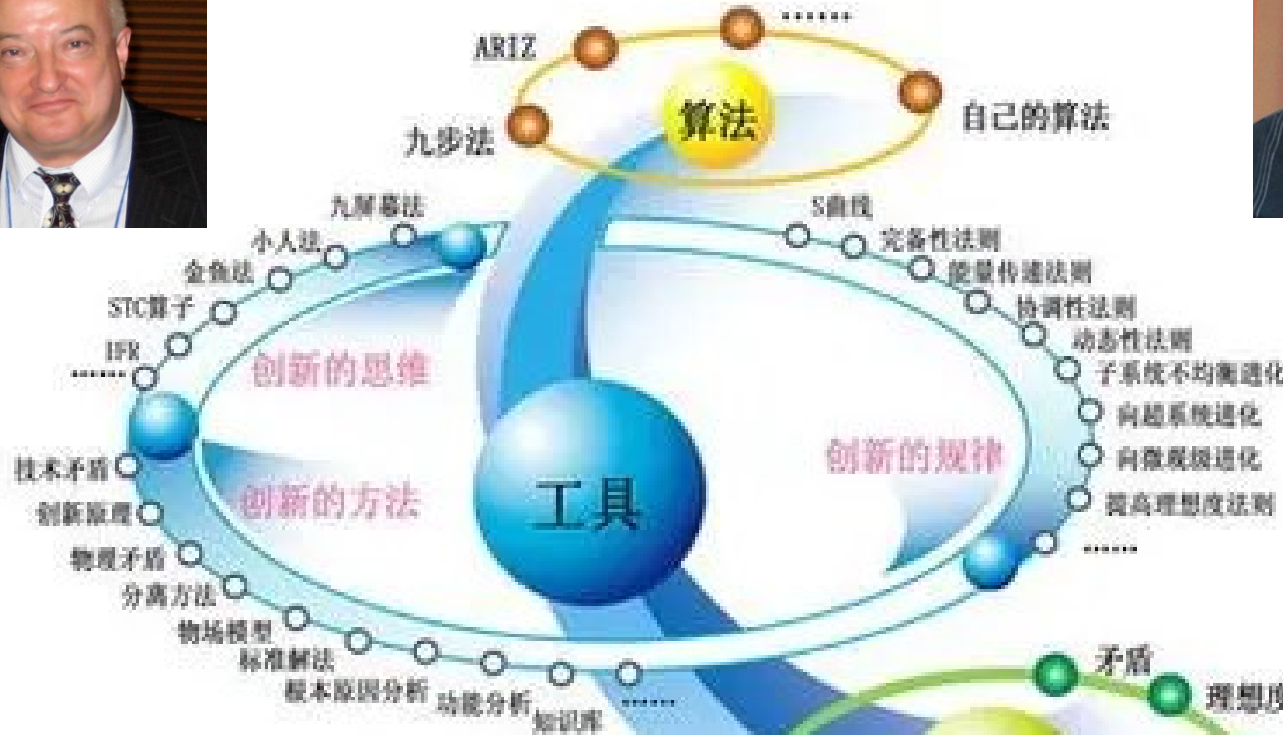 ARIZ
......
算法
自己的算法
九步法
九屏幕法
小人法
金鱼法
STC算子
IFR
......
创新的思维
S曲线
完备性法则
能量传递法则
协调性法则
动态性法则
子系统不均衡进化
向超系统进化
向微观级进化
提高理想度法则
......
创新的规律
工具
技术矛盾
创新原理
物理矛盾
分离方法
物场模型
标准解法
根本原因分析
功能分析
知识库
......
创新的方法
矛盾
理想度